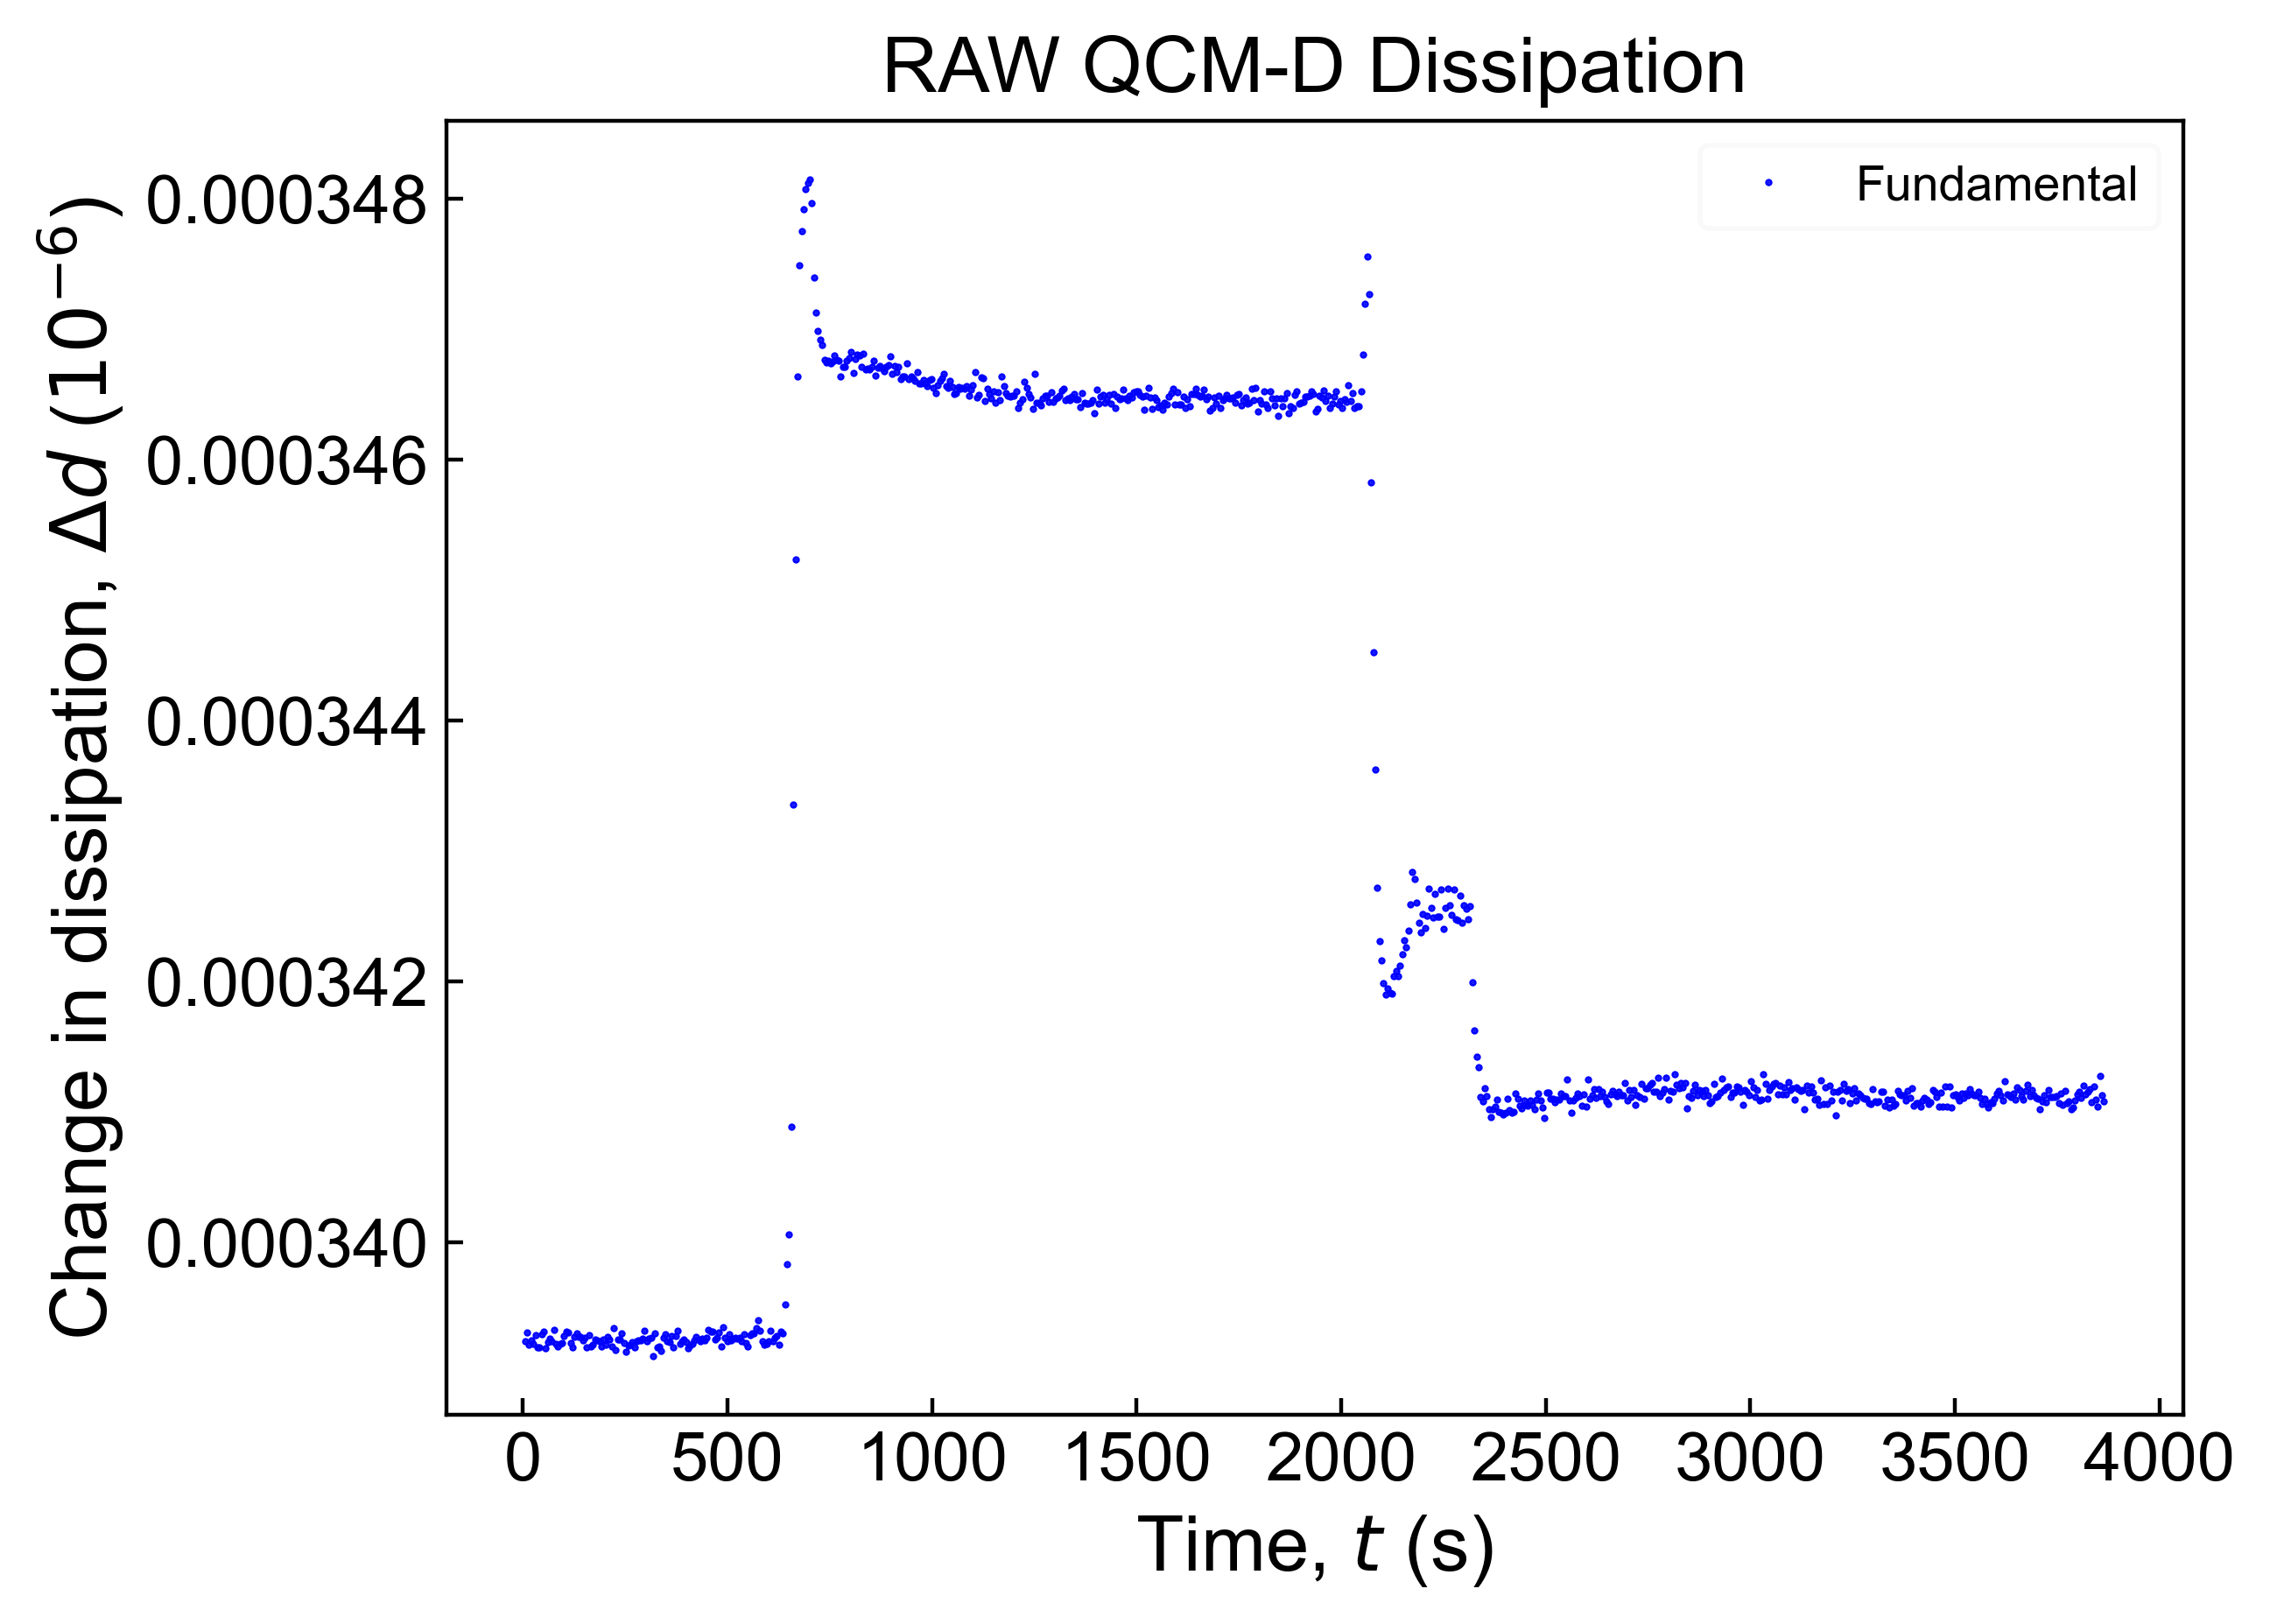 RAW QCM-D Dissipation
Change in dissipation, Δd (10⁻⁶)
0.000348
0.000346
0.000344
0.000342
0.000340
Fundamental
0 500 1000 1500 2000 2500 3000 3500 4000
Time, t (s)